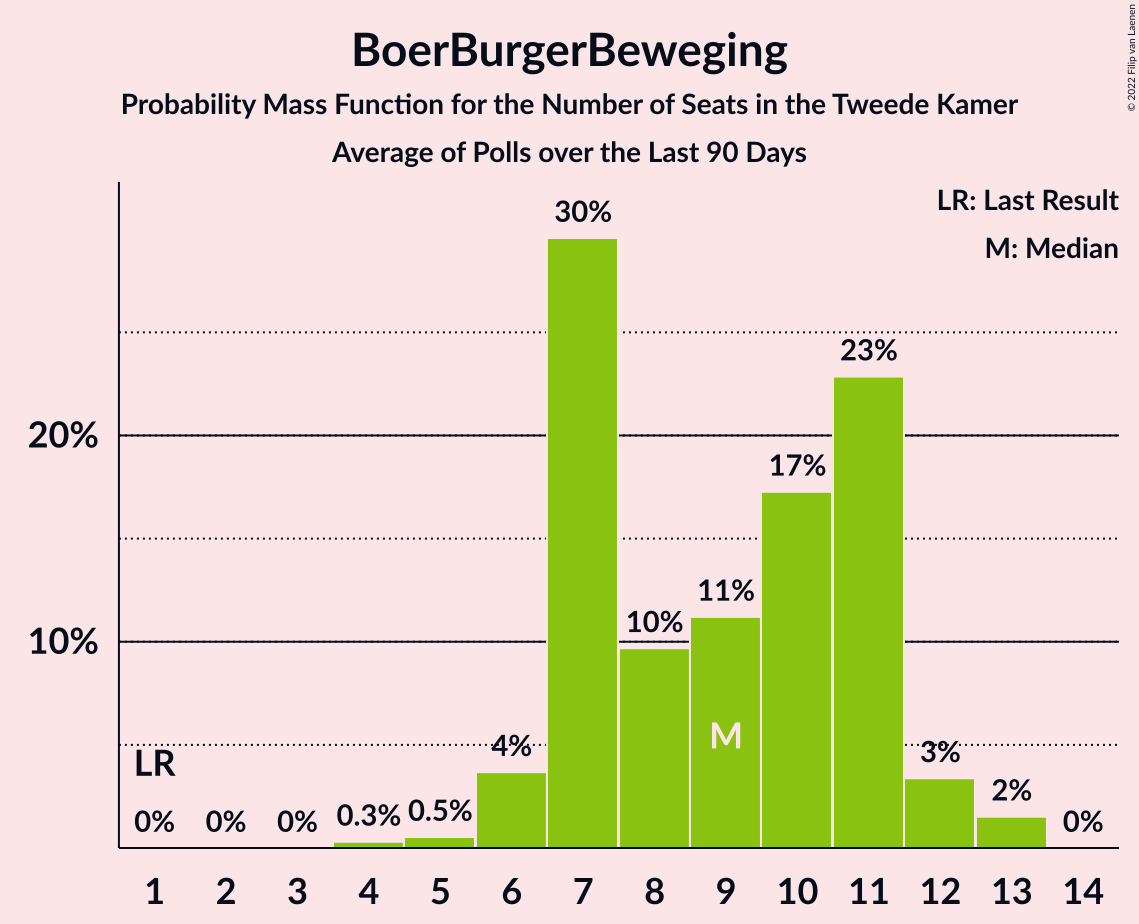 BoerBurgerBeweging
Probability Mass Function for the Number of Seats in the Tweede Kamer
Average of Polls over the Last 90 Days
© 2022 Filip van Laenen
LR: Last Result
M: Median
30%
23%
20%
17%
11%
10%
10%
M
4%
3%
LR
2%
0%
0%
0%
0.3%
0.5%
0%
1 2 3 4 5 6 7 8 9 10 11 12 13 14